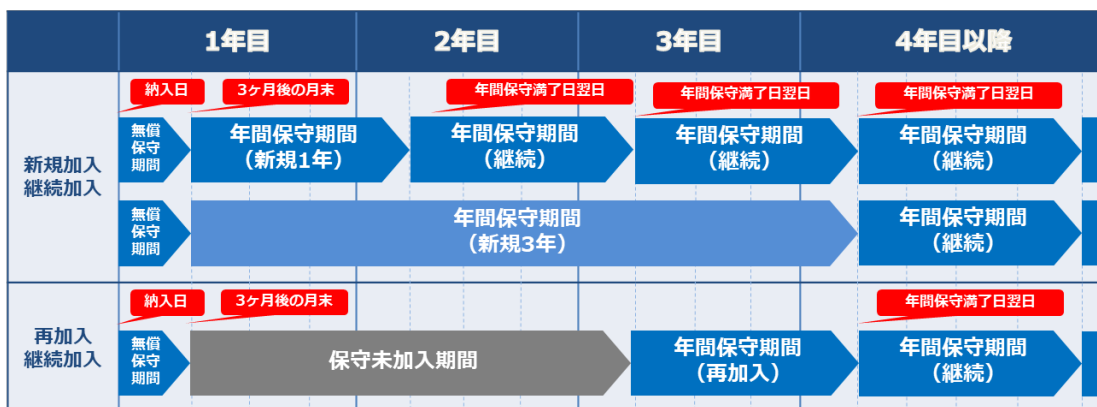 1年目 2年目 3年目 4年目以降
納入日 3ヶ月後の月末 年間保守満了日翌日 年間保守満了日翌日 年間保守満了日翌日
新規加入
継続加入
無償
保守
期間
年間保守期間
(新規1年)
年間保守期間
(継続)
年間保守期間
(継続)
年間保守期間
(継続)
無償
保守
期間
年間保守期間
(新規3年)
年間保守期間
(継続)
納入日 3ヶ月後の月末 年間保守満了日翌日
再加入
継続加入
無償
保守
期間
保守未加入期間
年間保守期間
(再加入)
年間保守期間
(継続)